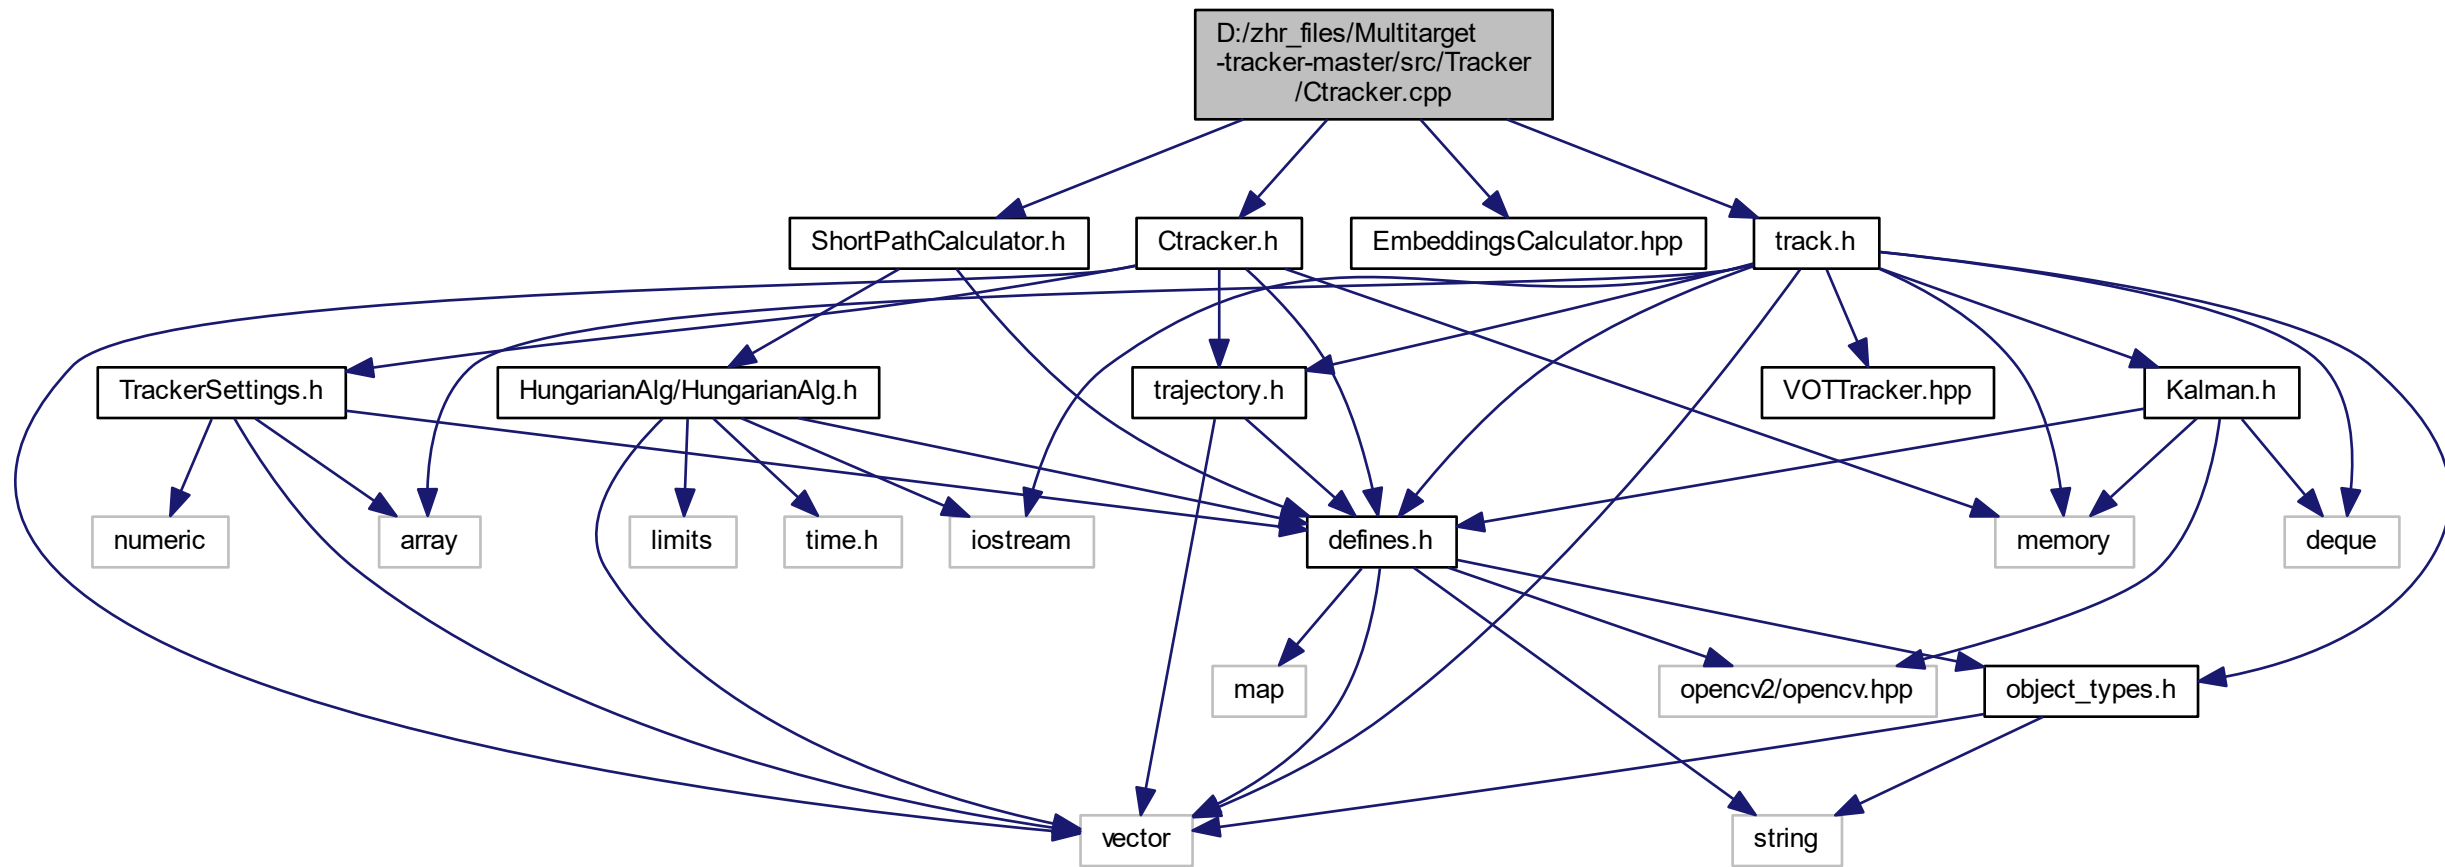 D:/zhr_files/Multitarget
-tracker-master/src/Tracker
/Ctracker.cpp
ShortPathCalculator.h
Ctracker.h
EmbeddingsCalculator.hpp
track.h
TrackerSettings.h
HungarianAlg/HungarianAlg.h
trajectory.h
VOTTracker.hpp
Kalman.h
numeric
array
limits
time.h
iostream
defines.h
memory
deque
map
opencv2/opencv.hpp
object_types.h
vector
string